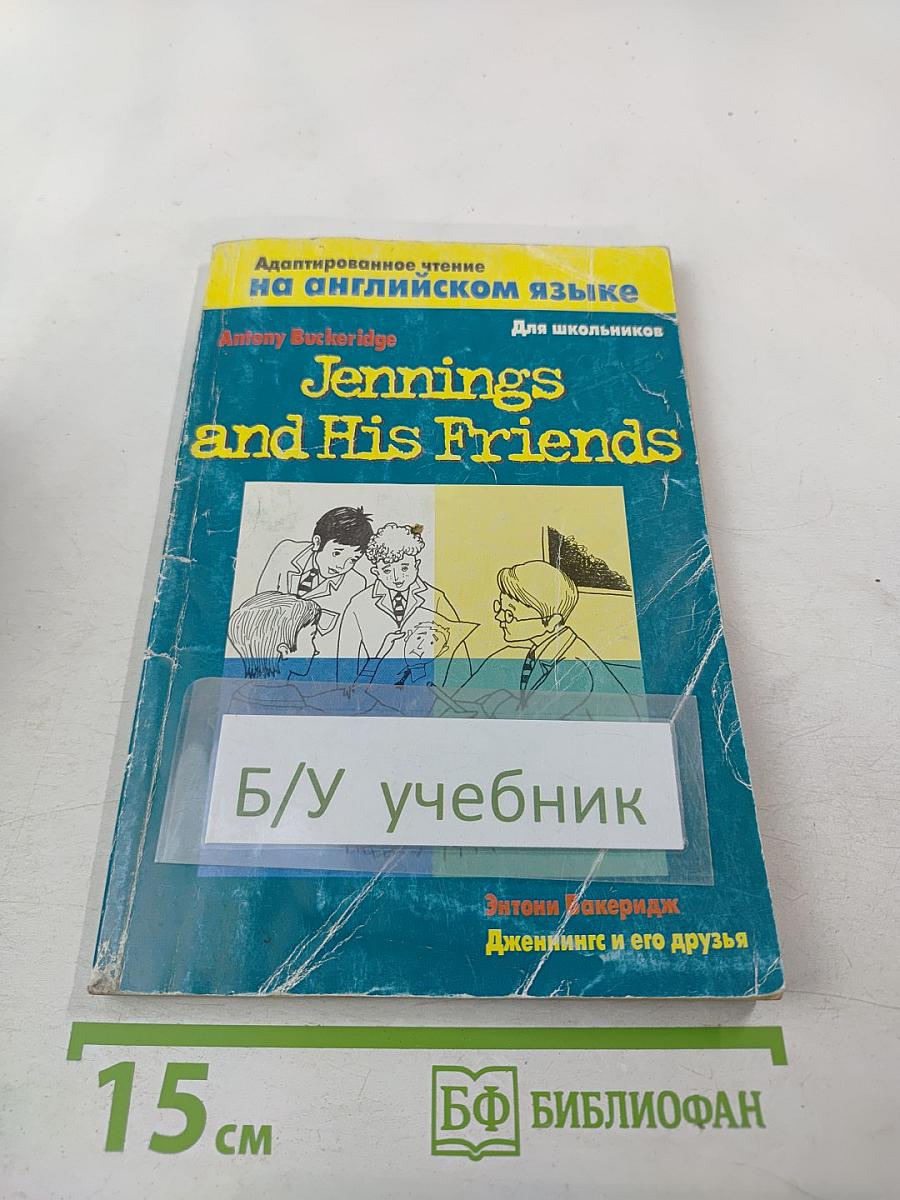 Адаптированное чтение
на английском языке
Для школьников
Antony Buckeridge
Jennings
and His Friends
Б/У учебник
Энтони Бакеридж
Дженнингс и его друзья
15 см
БФ БИБЛИОФАН